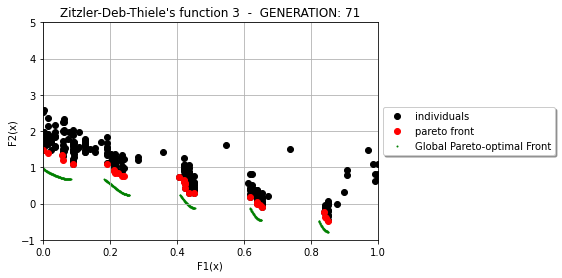 Zitzler-Deb-Thiele's function 3 - GENERATION: 71
5
4
3
2
1
0
−1
F2(x)
0.0 0.2 0.4 0.6 0.8 1.0
F1(x)
individuals
pareto front
Global Pareto-optimal Front